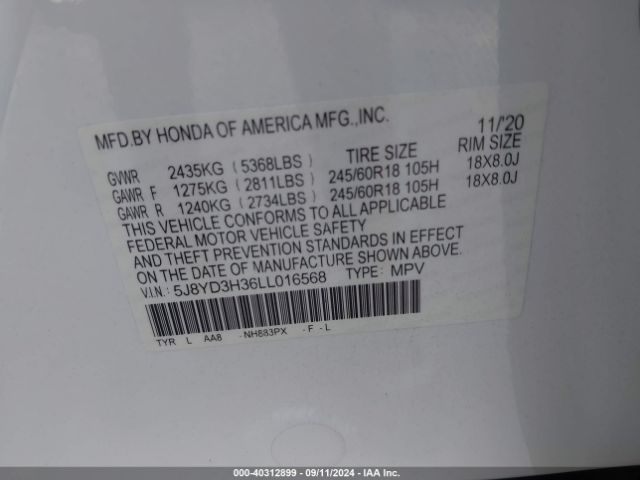 MFD.BY HONDA OF AMERICA MFG.,INC. 11/'20
TIRE SIZE RIM SIZE
GVWR 2435KG (5368LBS)
GAWR F 1275KG (2811LBS) 245/60R18 105H 18X8.0J
GAWR R 1240KG (2734LBS) 245/60R18 105H 18X8.0J
THIS VEHICLE CONFORMS TO ALL APPLICABLE
FEDERAL MOTOR VEHICLE SAFETY
AND THEFT PREVENTION STANDARDS IN EFFECT
ON THE DATE OF MANUFACTURE SHOWN ABOVE.
V.I.N.: 5J8YD3H36LL016568 TYPE: MPV
TYR L AA8 -NH883PX -F-L
000-40312899 - 09/11/2024 - IAAI.COM